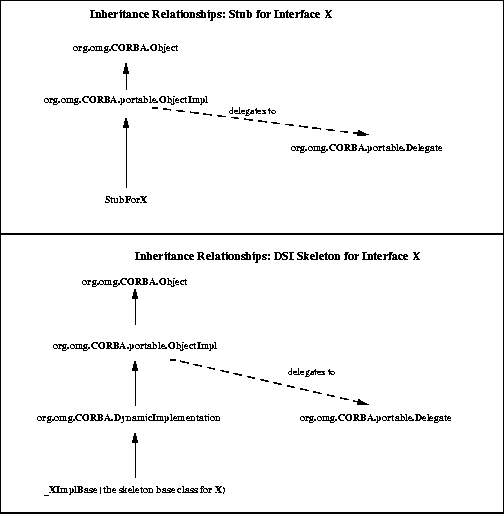 Inheritance Relationships: Stub for Interface X
org.omg.CORBA.Object
org.omg.CORBA.portable.ObjectImpl
delegates to
org.omg.CORBA.portable.Delegate
StubForX
Inheritance Relationships: DSI Skeleton for Interface X
org.omg.CORBA.Object
org.omg.CORBA.portable.ObjectImpl
delegates to
org.omg.CORBA.DynamicImplementation
org.omg.CORBA.portable.Delegate
_XImplBase (the skeleton base class for X)